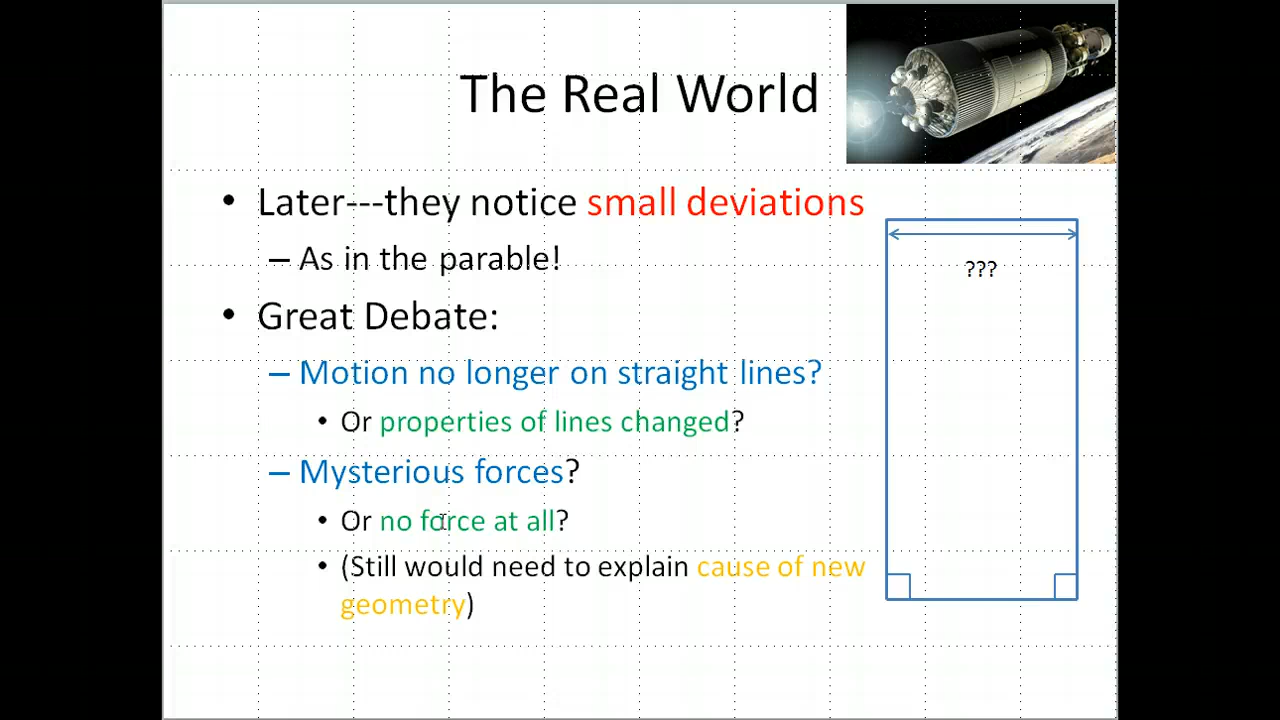 The Real World
• Later---they notice small deviations
– As in the parable!
• Great Debate:
– Motion no longer on straight lines?
• Or properties of lines changed?
– Mysterious forces?
• Or no force at all?
• (Still would need to explain cause of new
geometry)
???